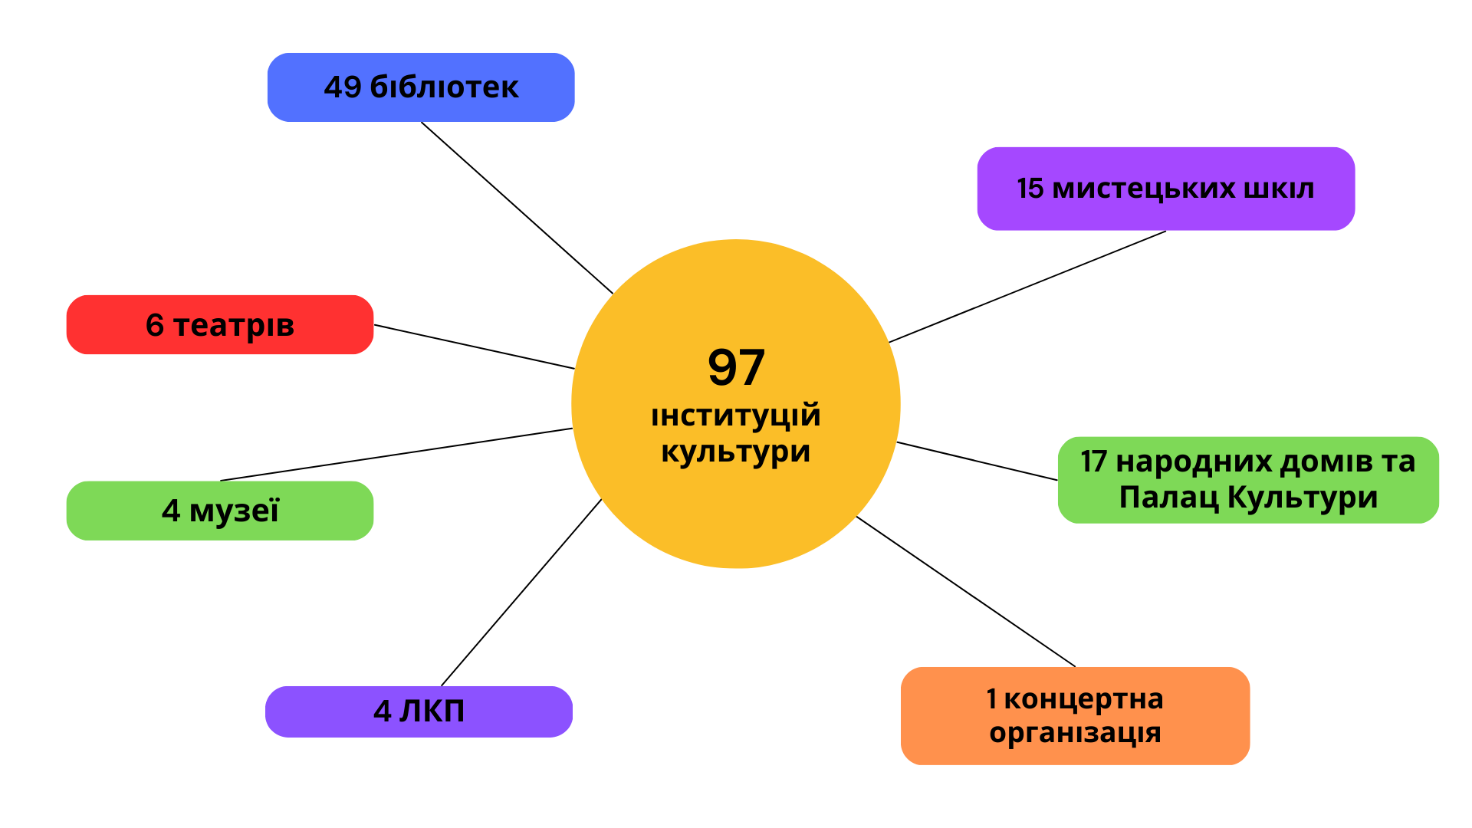 49 бібліотек
15 мистецьких шкіл
6 театрів
97
інституцій
культури
17 народних домів та
Палац Культури
4 музеї
4 ЛКП
1 концертна
організація